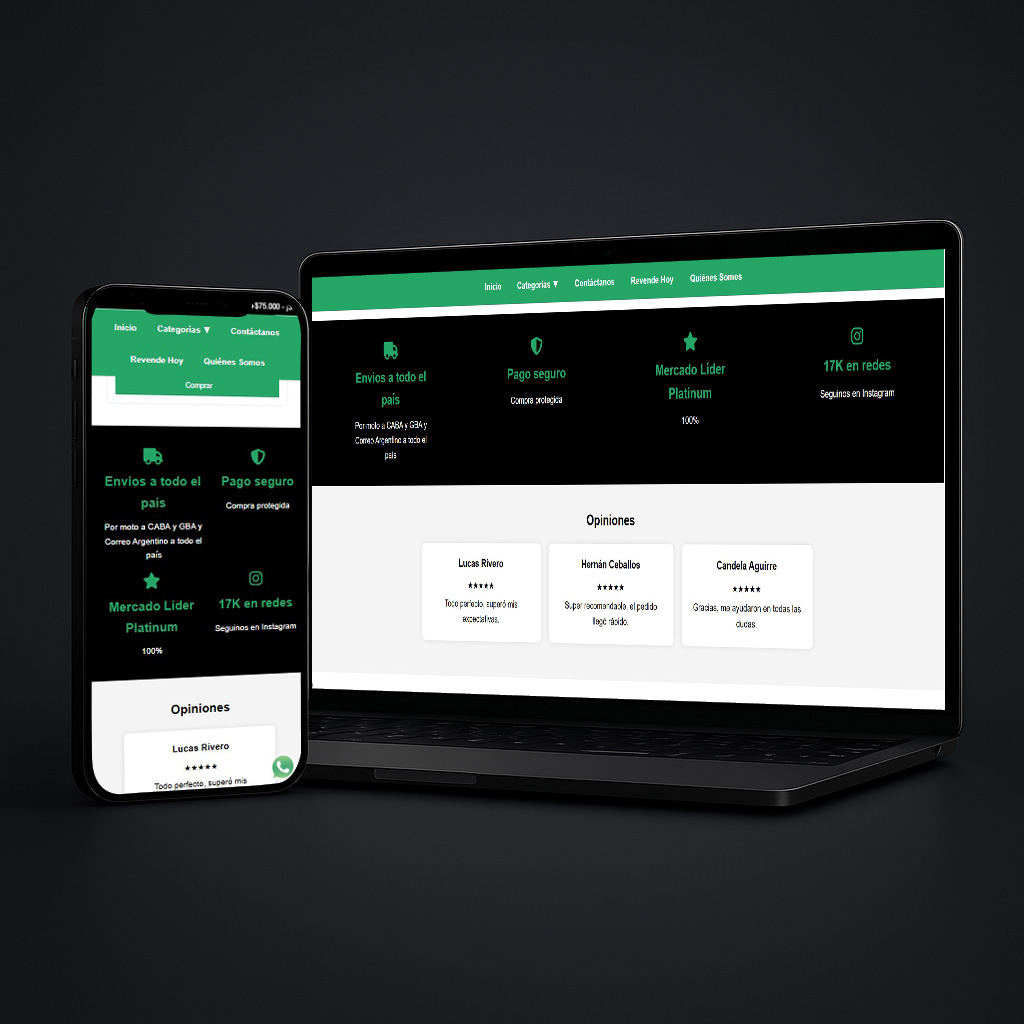 +$75.000 - ¡s
Inicio
Categorias ▼
Contáctanos
Revende Hoy
Quiénes Somos
Comprar
Envios a todo el
país
Por moto a CABA y GBA y
Correo Argentino a todo el
país
Pago seguro
Compra protegida
Mercado Líder
Platinum
100%
17K en redes
Seguinos en Instagram
Opiniones
Lucas Rivero
★★★★★
Todo perfecto, superó mis
Inicio
Categorias ▼
Contáctanos
Revende Hoy
Quiénes Somos
Envios a todo el
país
Por moto a CABA y GBA y
Correo Argentino a todo el
país
Pago seguro
Compra protegida
Mercado Líder
Platinum
100%
17K en redes
Seguinos en Instagram
Opiniones
Lucas Rivero
★★★★★
Todo perfecto, superó mis
expectativas.
Hernán Ceballos
★★★★★
Super recomendable, el pedido
llegó rápido.
Candela Aguirre
★★★★★
Gracias, me ayudaron en todas las
dudas.